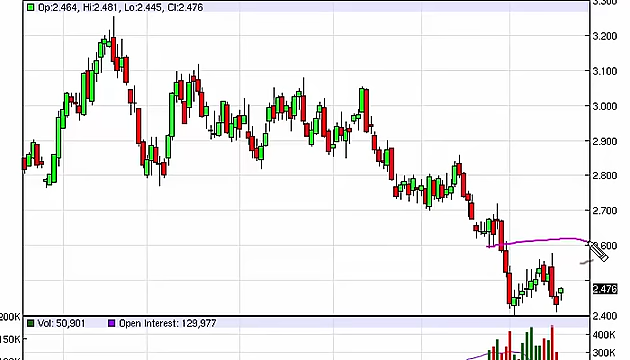 Op:2.464, Hi:2.481, Lo:2.445, Cl:2.476
3.300
3.200
3.100
3.000
2.900
2.800
2.700
2.600
2.476
2.400
Vol: 50,901 Open Interest: 129,977
200K
150K
400K
300K